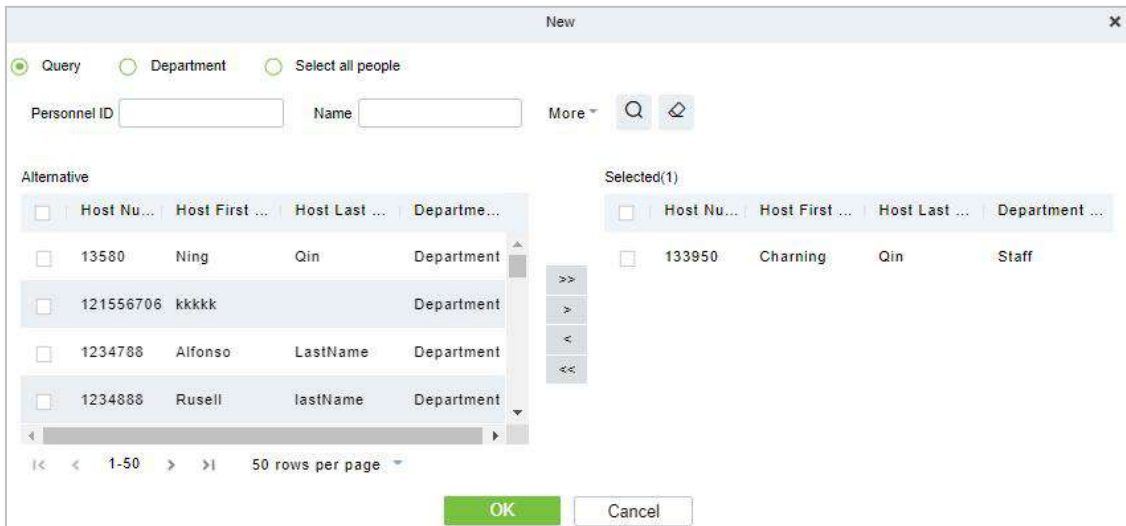 New
Query Department Select all people
Personnel ID Name More
Alternative Selected(1)
Host Nu... Host First ... Host Last ... Departme... Host Nu... Host First ... Host Last ... Department ...
13580 Ning Qin Department 133950 Charning Qin Staff
>>
121556706 kkkkk Department >
1234788 Alfonso LastName Department <
<<
1234888 Rusell lastName Department
1-50 50 rows per page
OK Cancel